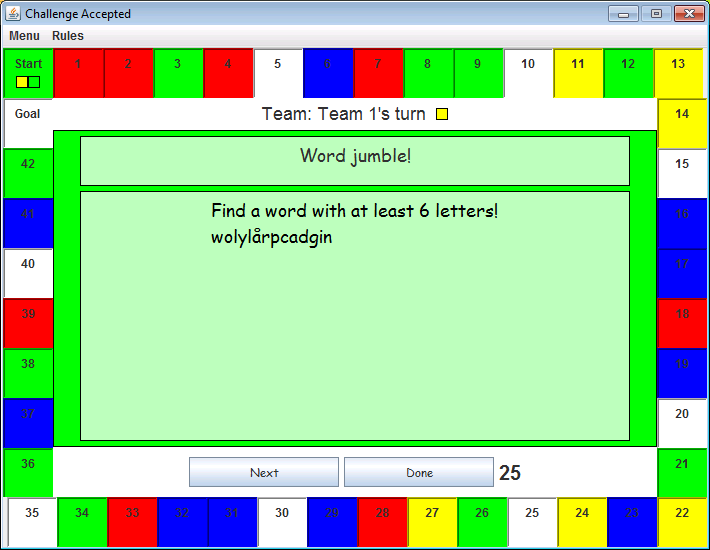 Challenge Accepted
Menu Rules
Start 1 2 3 4 5 6 7 8 9 10 11 12 13
Goal Team: Team 1's turn 14
Word jumble!
42 15
Find a word with at least 6 letters!
41 16
wolylårpcadgin
40 17
39 18
38 19
37 20
36 Next Done 25 21
35 34 33 32 31 30 29 28 27 26 25 24 23 22